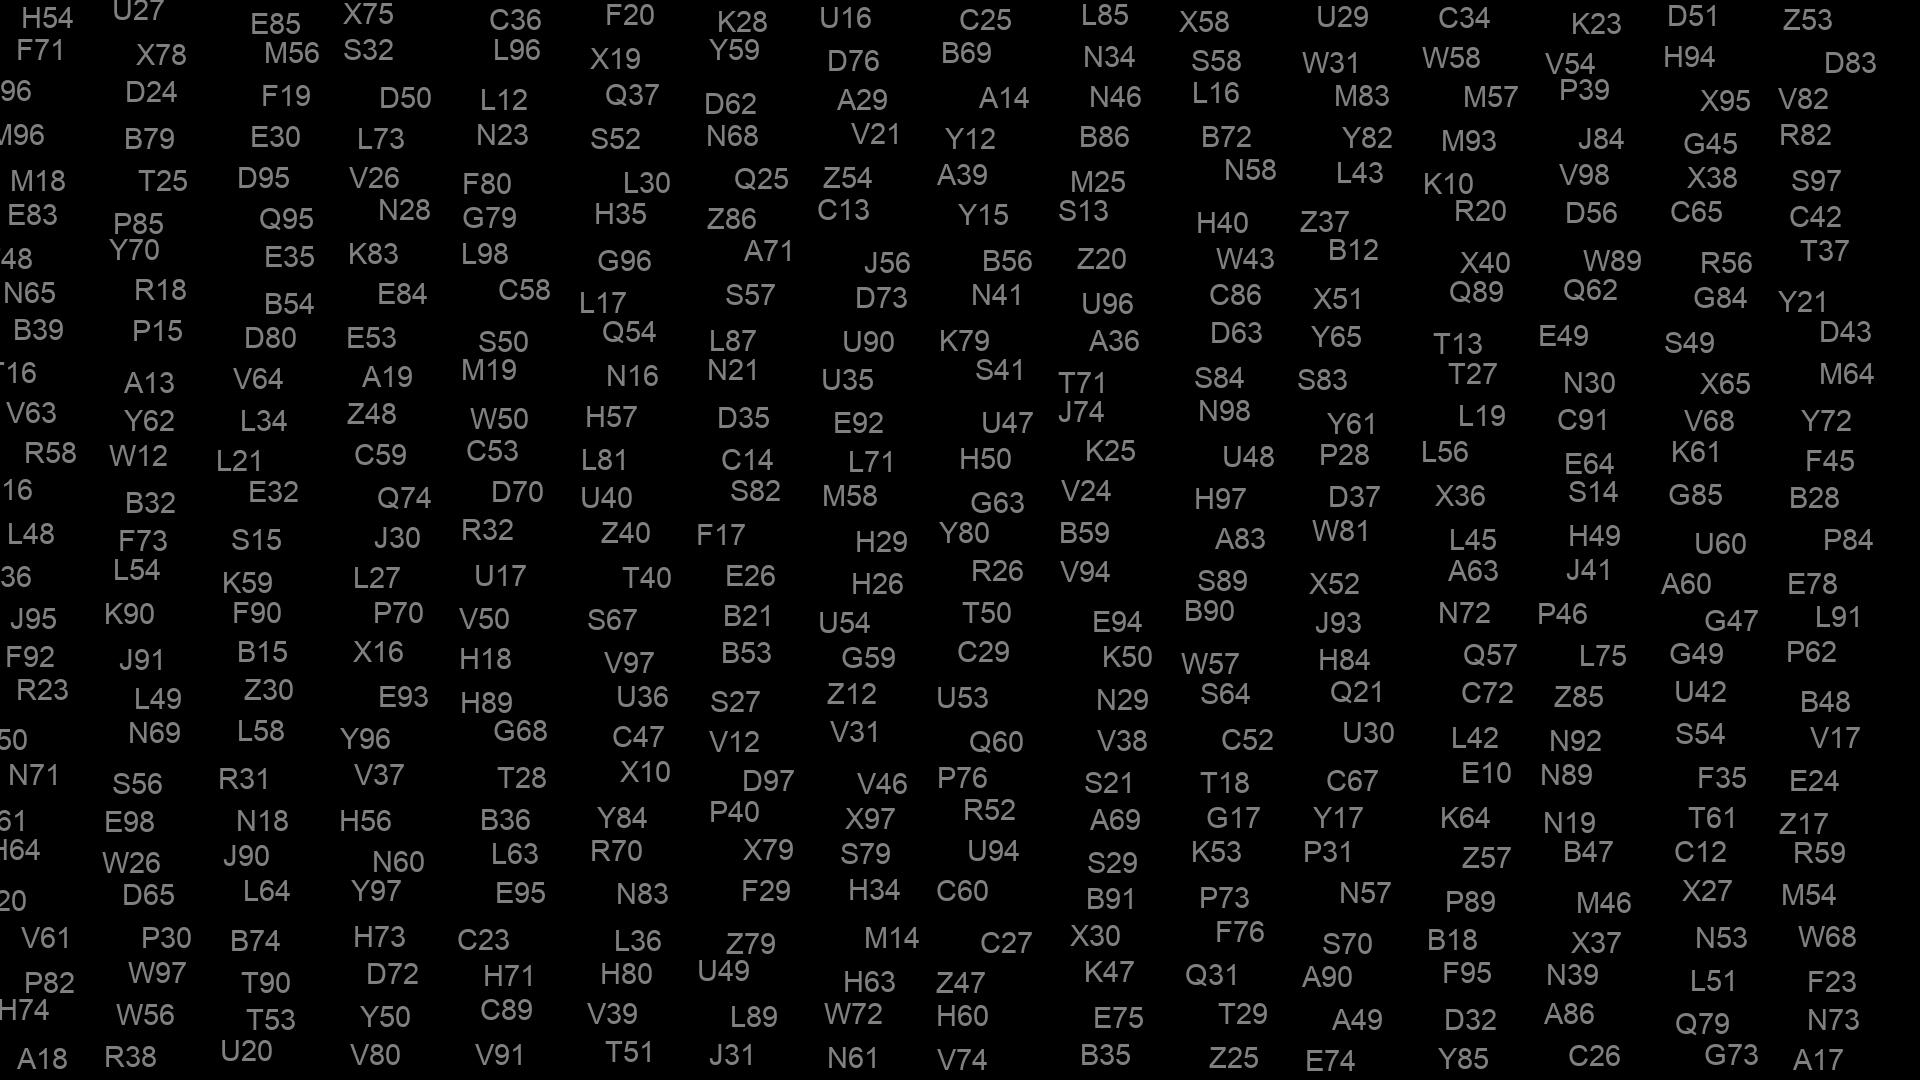 H54 U27 E85 X75 C36 F20 K28 U16 C25 L85 X58 U29 C34 K23 D51 Z53
F71 X78 M56 S32 L96 X19 Y59 D76 B69 N34 S58 W31 W58 V54 H94 D83
96 D24 F19 D50 L12 Q37 D62 A29 A14 N46 L16 M83 M57 P39 X95 V82
M96 B79 E30 L73 N23 S52 N68 V21 Y12 B86 B72 Y82 M93 J84 G45 R82
M18 T25 D95 V26 F80 L30 Q25 Z54 A39 M25 N58 L43 K10 V98 X38 S97
E83 P85 Q95 N28 G79 H35 Z86 C13 Y15 S13 H40 Z37 R20 D56 C65 C42
48 Y70 E35 K83 L98 G96 A71 J56 B56 Z20 W43 B12 X40 W89 R56 T37
N65 R18 B54 E84 C58 L17 S57 D73 N41 U96 C86 X51 Q89 Q62 G84 Y21
B39 P15 D80 E53 S50 Q54 L87 U90 K79 A36 D63 Y65 T13 E49 S49 D43
16 A13 V64 A19 M19 N16 N21 U35 S41 T71 S84 S83 T27 N30 X65 M64
V63 Y62 L34 Z48 W50 H57 D35 E92 U47 J74 N98 Y61 L19 C91 V68 Y72
R58 W12 L21 C59 C53 L81 C14 L71 H50 K25 U48 P28 L56 E64 K61 F45
16 B32 E32 Q74 D70 U40 S82 M58 G63 V24 H97 D37 X36 S14 G85 B28
L48 F73 S15 J30 R32 Z40 F17 H29 Y80 B59 A83 W81 L45 H49 U60 P84
36 L54 K59 L27 U17 T40 E26 H26 R26 V94 S89 X52 A63 J41 A60 E78
J95 K90 F90 P70 V50 S67 B21 U54 T50 E94 B90 J93 N72 P46 G47 L91
F92 J91 B15 X16 H18 V97 B53 G59 C29 K50 W57 H84 Q57 L75 G49 P62
R23 L49 Z30 E93 H89 U36 S27 Z12 U53 N29 S64 Q21 C72 Z85 U42 B48
50 N69 L58 Y96 G68 C47 V12 V31 Q60 V38 C52 U30 L42 N92 S54 V17
N71 S56 R31 V37 T28 X10 D97 V46 P76 S21 T18 C67 E10 N89 F35 E24
61 E98 N18 H56 B36 Y84 P40 X97 R52 A69 G17 Y17 K64 N19 T61 Z17
H64 W26 J90 N60 L63 R70 X79 S79 U94 S29 K53 P31 Z57 B47 C12 R59
20 D65 L64 Y97 E95 N83 F29 H34 C60 B91 P73 N57 P89 M46 X27 M54
V61 P30 B74 H73 C23 L36 Z79 M14 C27 X30 F76 S70 B18 X37 N53 W68
P82 W97 T90 D72 H71 H80 U49 H63 Z47 K47 Q31 A90 F95 N39 L51 F23
H74 W56 T53 Y50 C89 V39 L89 W72 H60 E75 T29 A49 D32 A86 Q79 N73
A18 R38 U20 V80 V91 T51 J31 N61 V74 B35 Z25 E74 Y85 C26 G73 A17